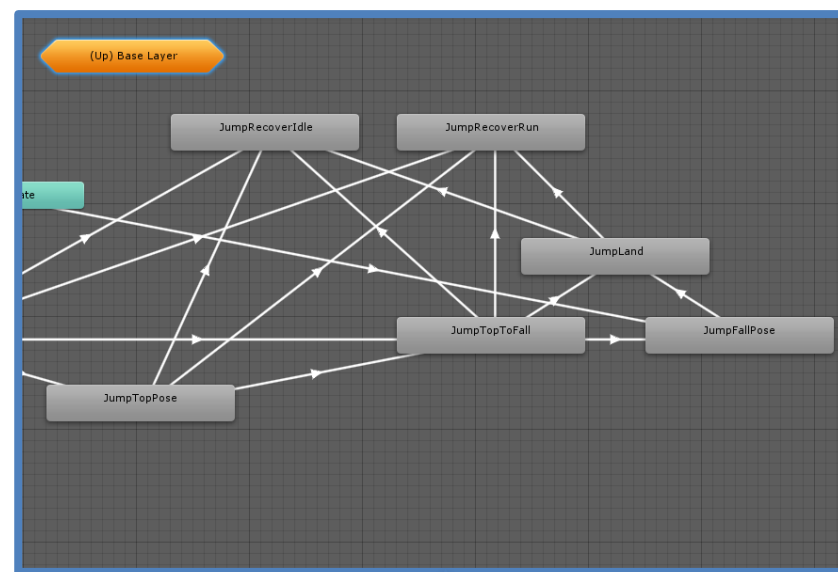 (Up) Base Layer
JumpRecoverIdle
JumpRecoverRun
JumpLand
JumpTopToFall
JumpFallPose
JumpTopPose